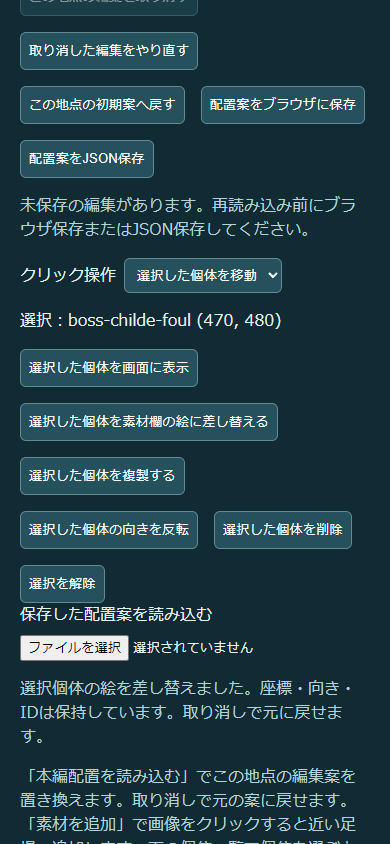 取り消した編集をやり直す
この地点の初期案へ戻す 配置案をブラウザに保存
配置案をJSON保存
未保存の編集があります。再読み込み前にブラ
ウザ保存またはJSON保存してください。
クリック操作 選択した個体を移動
選択：boss-childe-foul (470, 480)
選択した個体を画面に表示
選択した個体を素材欄の絵に差し替える
選択した個体を複製する
選択した個体の向きを反転 選択した個体を削除
選択を解除
保存した配置案を読み込む
ファイルを選択 選択されていません
選択個体の絵を差し替えました。座標・向き・
IDは保持しています。取り消しで元に戻せま
す。
「本編配置を読み込む」でこの地点の編集案を
置き換えます。取り消しで元の案に戻せます。
「素材を追加」で画像をクリックすると近い足